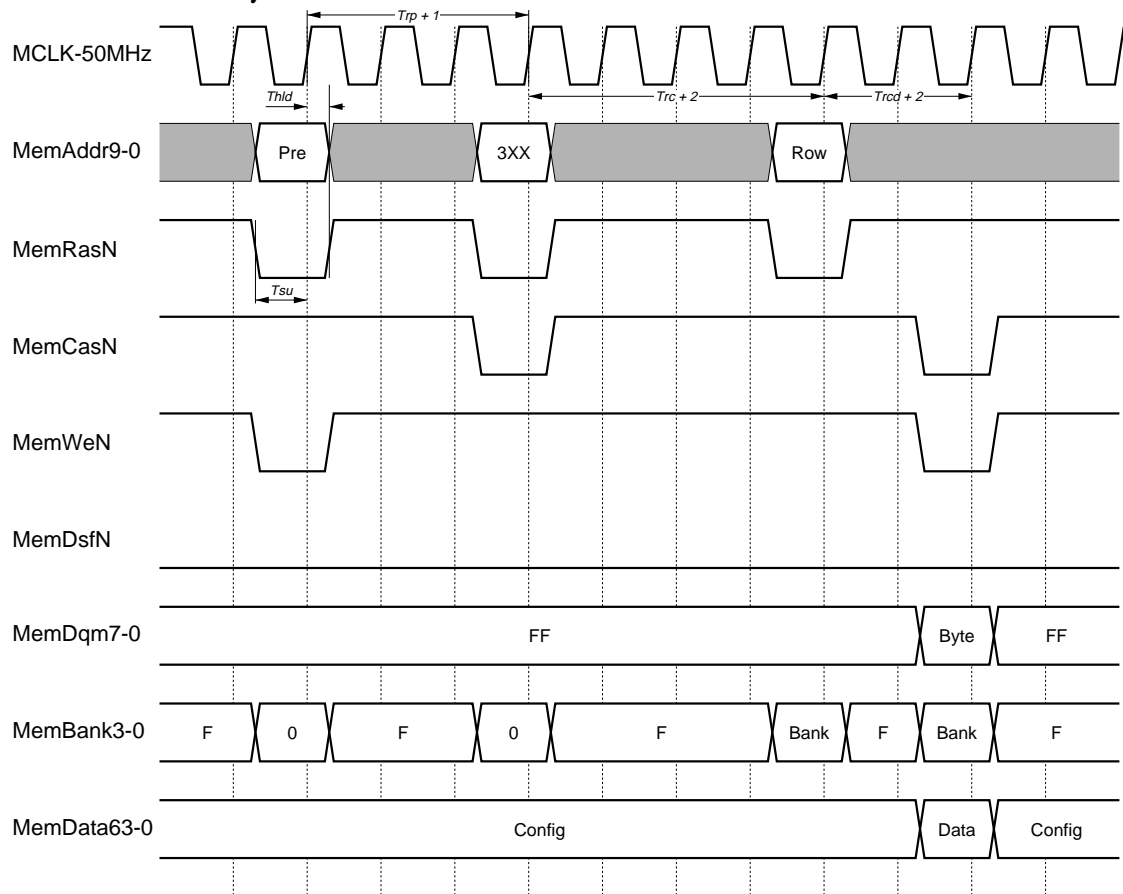 Trp + 1
MCLK-50MHz
Thld
Trc + 2
Trcd + 2
MemAddr9-0
Pre
3XX
Row
MemRasN
Tsu
MemCasN
MemWeN
MemDsfN
MemDqm7-0
FF
Byte
FF
MemBank3-0
F
0
F
0
F
Bank
F
Bank
F
MemData63-0
Config
Data
Config